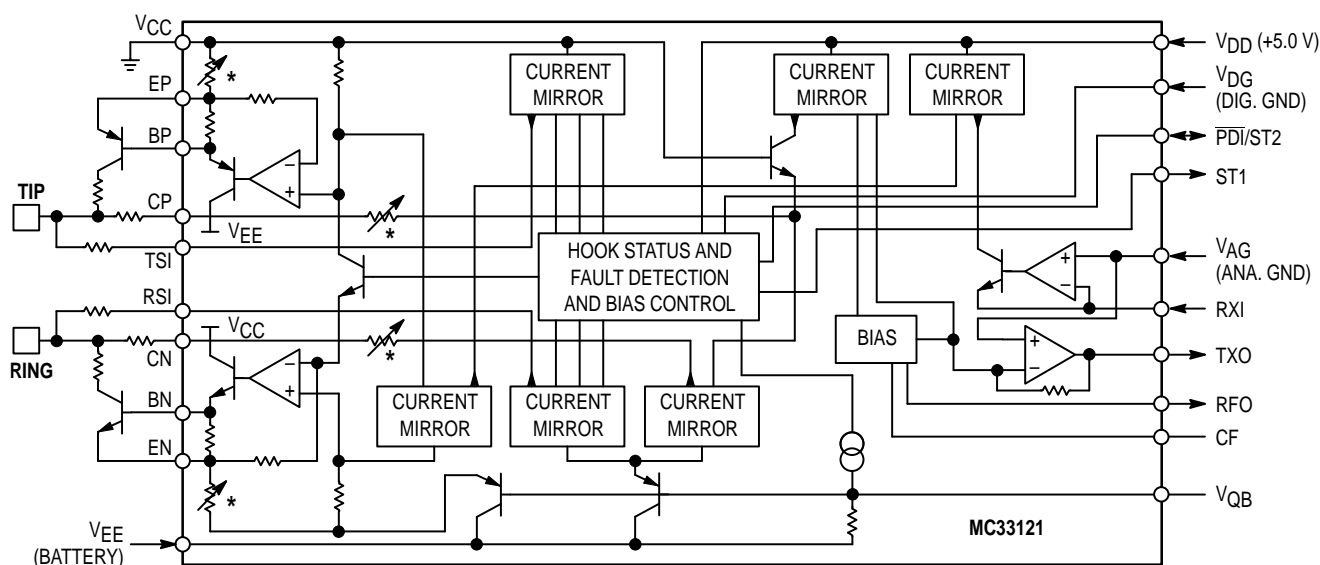 VCC
EP
BP
TIP
CP
VEE
TSI
RSI
VCC
RING
CN
BN
EN
VEE
(BATTERY)
*
*
*
*
CURRENT
MIRROR
CURRENT
MIRROR
CURRENT
MIRROR
HOOK STATUS AND
FAULT DETECTION
AND BIAS CONTROL
BIAS
CURRENT
MIRROR
CURRENT
MIRROR
CURRENT
MIRROR
−
+
−
+
+
−
+
−
MC33121
VDD (+5.0 V)
VDG
(DIG. GND)
PDI/ST2
ST1
VAG
(ANA. GND)
RXI
TXO
RFO
CF
VQB